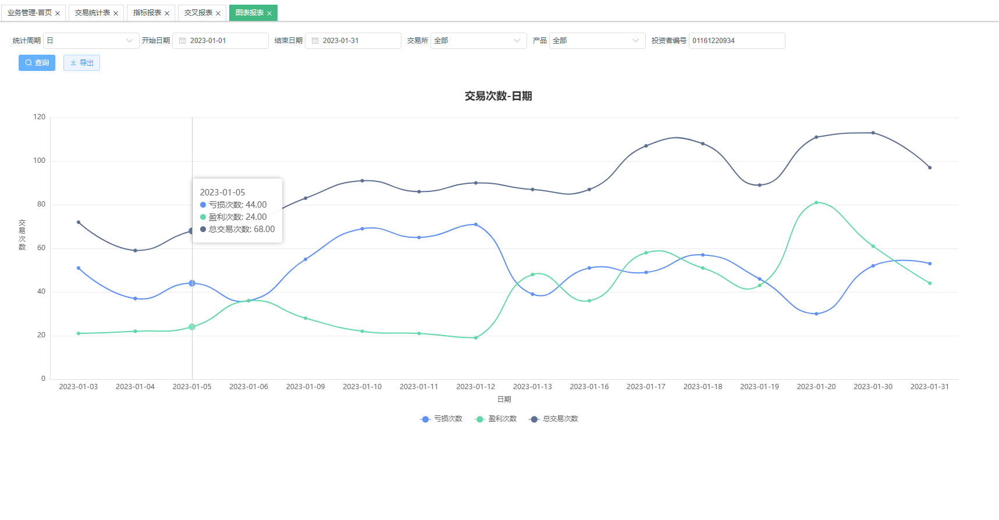 业务管理-首页 × 交易统计表 × 指标报表 × 交叉报表 × 图表报表 ×
统计周期 日 开始日期 2023-01-01 结束日期 2023-01-31 交易所 全部 产品 全部 投资者编号 01161220934
查询 导出
交易次数-日期
120
100
80
60
40
20
0
交易次数
2023-01-05
亏损次数: 44.00
盈利次数: 24.00
总交易次数: 68.00
2023-01-03 2023-01-04 2023-01-05 2023-01-06 2023-01-09 2023-01-10 2023-01-11 2023-01-12 2023-01-13 2023-01-16 2023-01-17 2023-01-18 2023-01-19 2023-01-20 2023-01-30 2023-01-31
日期
亏损次数 盈利次数 总交易次数